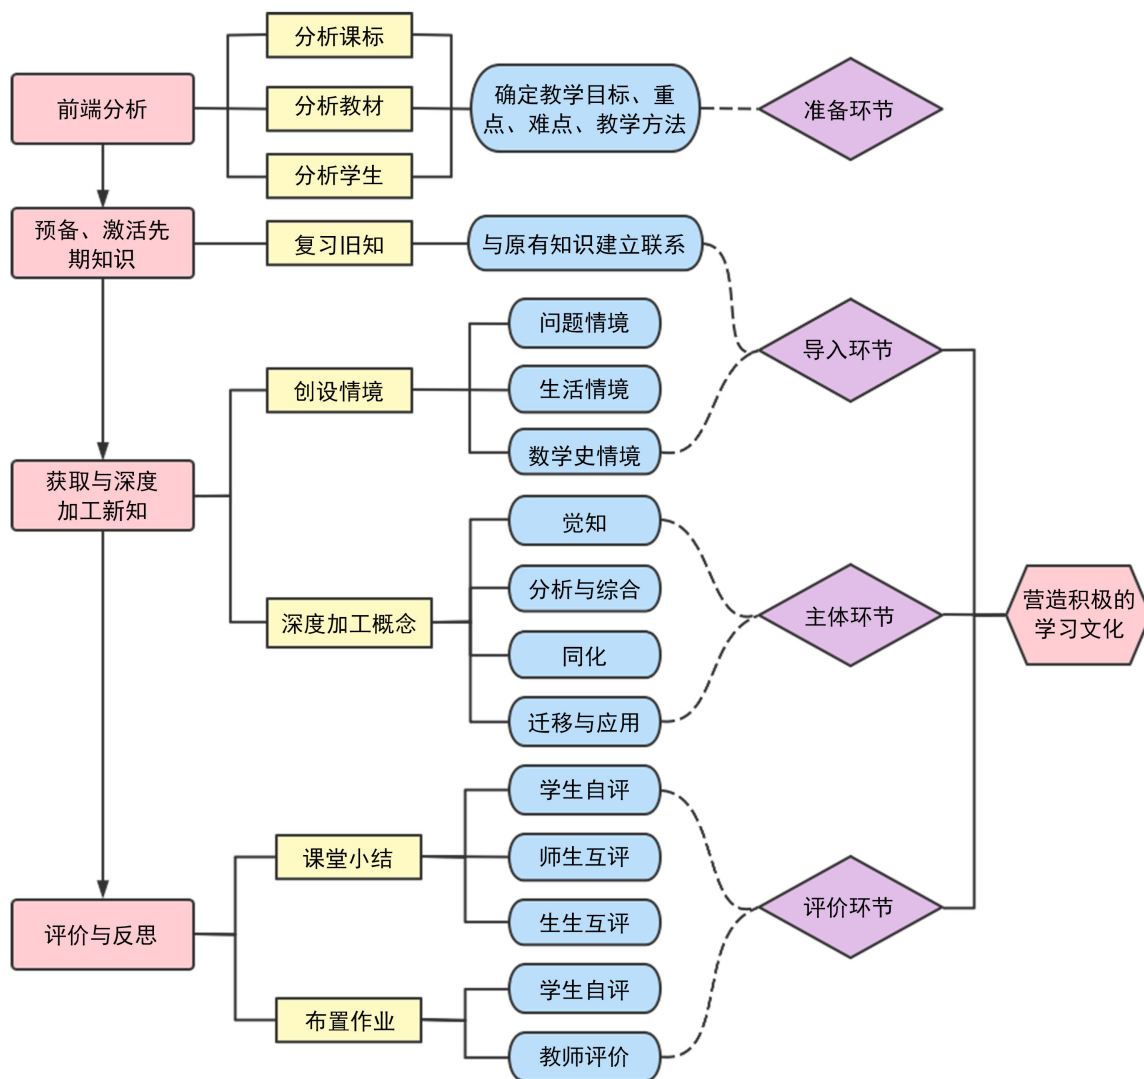 分析课标
前端分析
分析教材
确定教学目标、重
点、难点、教学方法
准备环节
分析学生
预备、激活先
期知识
复习旧知
与原有知识建立联系
问题情境
导入环节
创设情境
生活情境
数学史情境
获取与深度
加工新知
觉知
分析与综合
深度加工概念
主体环节
营造积极的
学习文化
同化
迁移与应用
学生自评
课堂小结
师生互评
评价环节
生生互评
评价与反思
学生自评
布置作业
教师评价